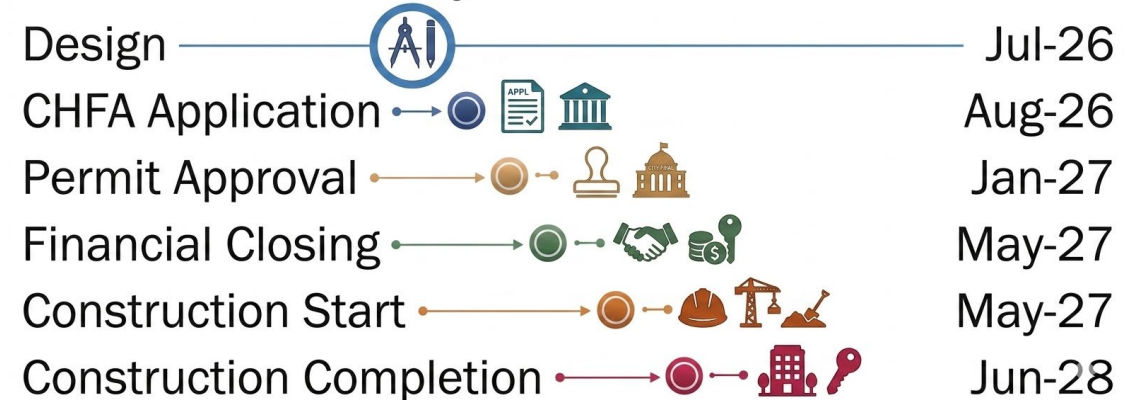 Design Jul-26
CHFA Application APPL Aug-26
Permit Approval Jan-27
Financial Closing $ May-27
Construction Start May-27
Construction Completion Jun-28